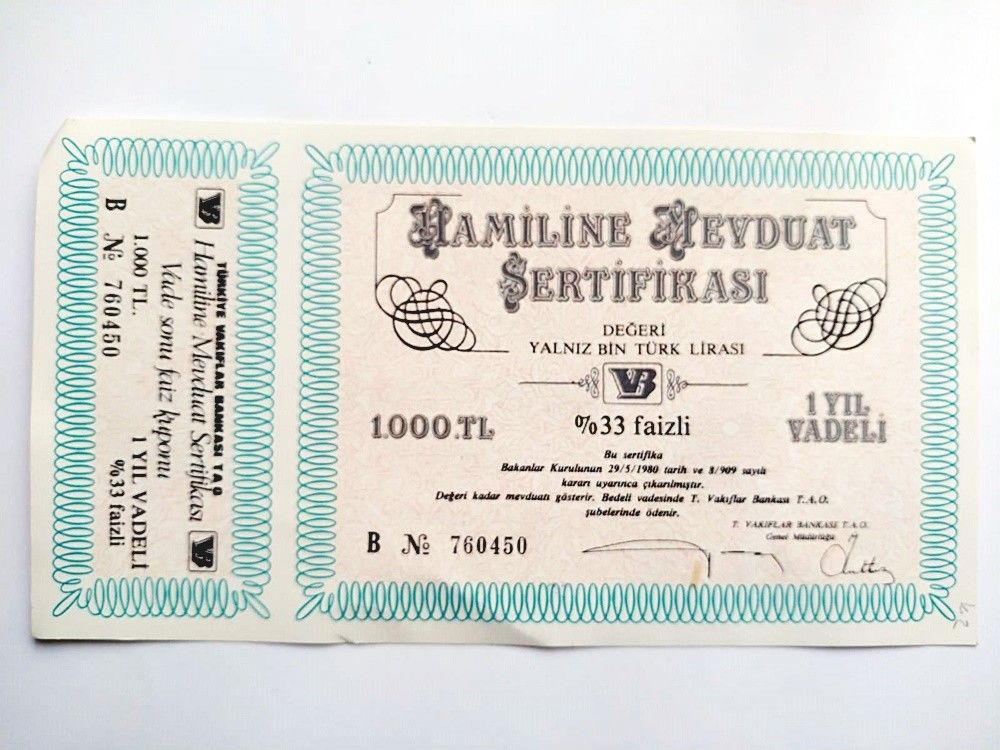 TÜRKİYE VAKIFLAR BANKASI T A O
Hamiline Mevduat Sertifikası
Vade sonu faiz kuponu
1.000 TL.
1 YIL VADELİ
%33 faizli
B № 760450
VB
VB
HAMİLİNE MEVDUAT
SERTİFİKASI
DEĞERİ
YALNIZ BİN TÜRK LİRASI
VB
1.000.TL
%33 faizli
1 YIL
VADELİ
Bu sertifika
Bakanlar Kurulunun 29/5/1980 tarih ve 8/909 sayılı
kararı uyarınca çıkarılmıştır.
Değeri kadar mevduatı gösterir. Bedeli vadesinde T. Vakıflar Bankası T.A.O.
şubelerinde ödenir.
T. VAKIFLAR BANKASI T.A.O.
Genel Müdürlüğü
B № 760450